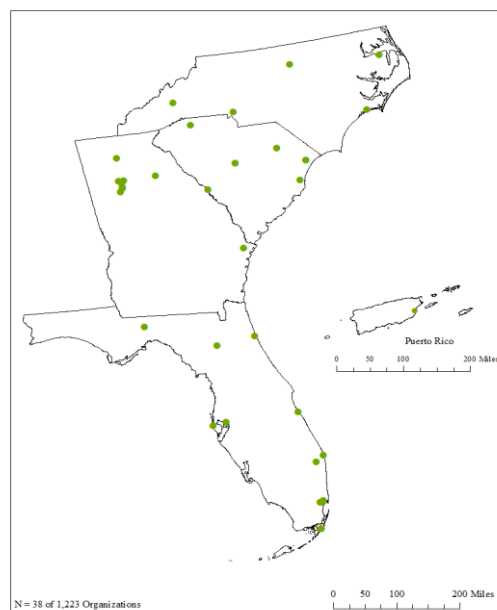 Puerto Rico
0 50 100 200 Miles
N = 38 of 1,223 Organizations
0 50 100 200 Miles